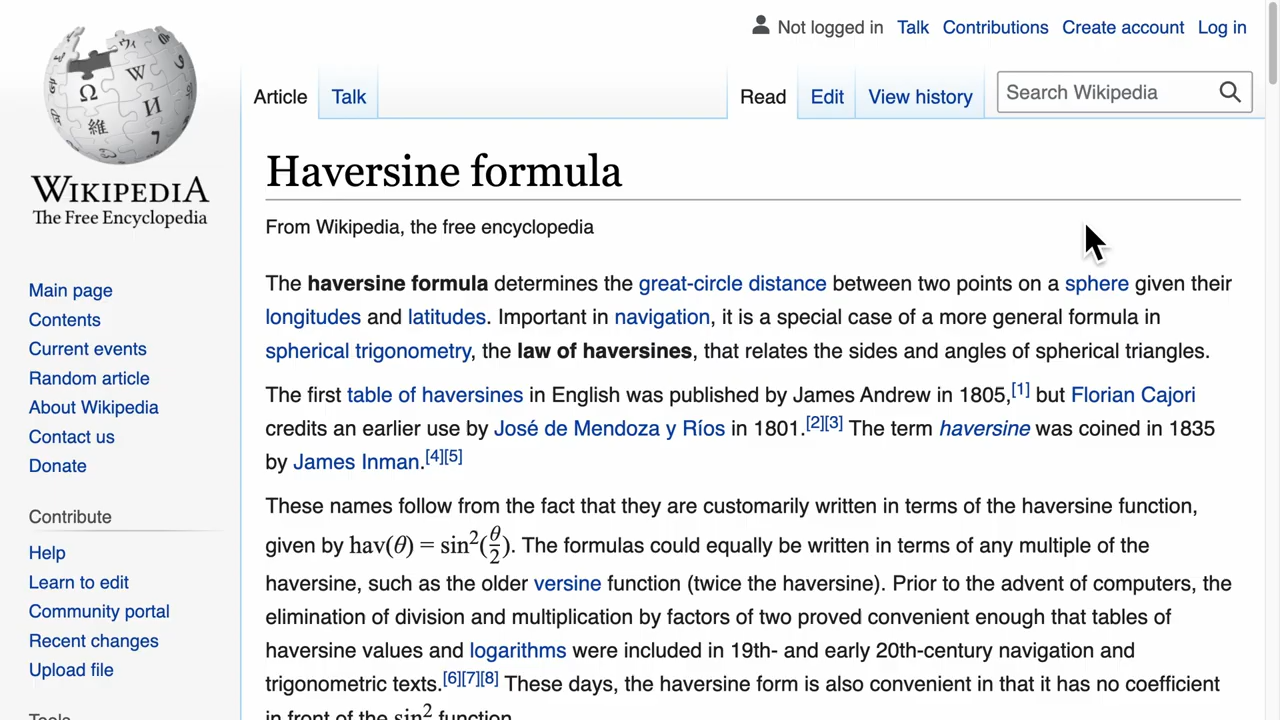 Not logged in Talk Contributions Create account Log in
Article Talk Read Edit View history Search Wikipedia
Ω W И 維 7
WIKIPEDIA
The Free Encyclopedia
Main page
Contents
Current events
Random article
About Wikipedia
Contact us
Donate
Contribute
Help
Learn to edit
Community portal
Recent changes
Upload file
Tools
Haversine formula
From Wikipedia, the free encyclopedia
The haversine formula determines the great-circle distance between two points on a sphere given their
longitudes and latitudes. Important in navigation, it is a special case of a more general formula in
spherical trigonometry, the law of haversines, that relates the sides and angles of spherical triangles.
The first table of haversines in English was published by James Andrew in 1805,[1] but Florian Cajori
credits an earlier use by José de Mendoza y Ríos in 1801.[2][3] The term haversine was coined in 1835
by James Inman.[4][5]
These names follow from the fact that they are customarily written in terms of the haversine function,
given by hav(θ) = sin²(θ/2). The formulas could equally be written in terms of any multiple of the
haversine, such as the older versine function (twice the haversine). Prior to the advent of computers, the
elimination of division and multiplication by factors of two proved convenient enough that tables of
haversine values and logarithms were included in 19th- and early 20th-century navigation and
trigonometric texts.[6][7][8] These days, the haversine form is also convenient in that it has no coefficient
in front of the sin² function.